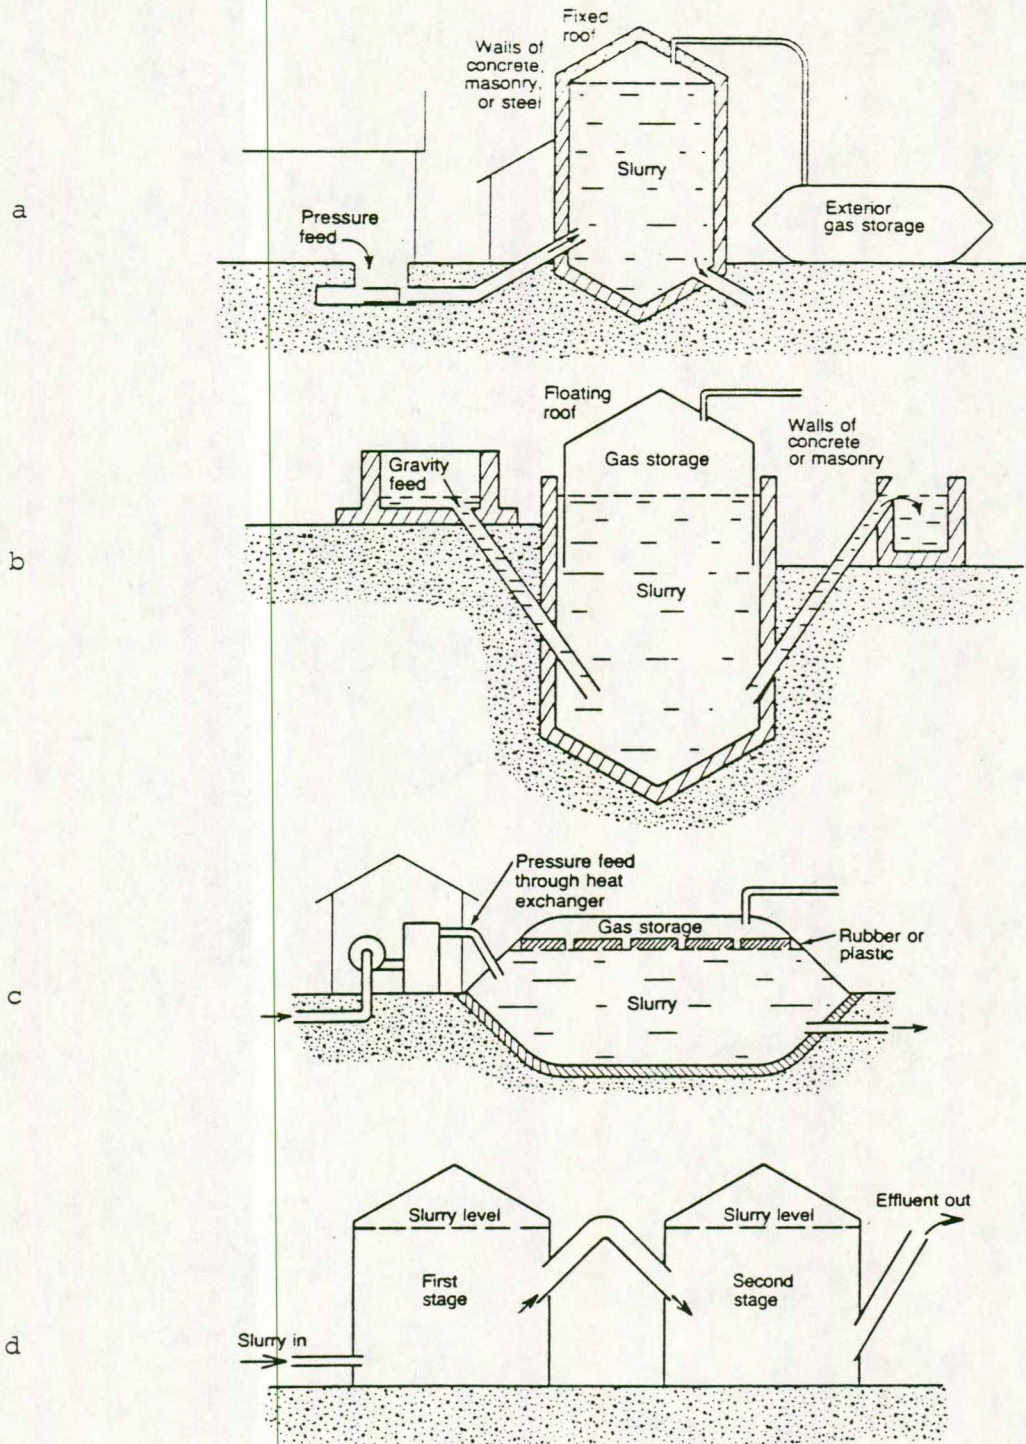 Fixed
roof
Walls of
concrete,
masonry,
or steel
Slurry
a
Pressure
feed
Exterior
gas storage
Floating
roof
Walls of
concrete
or masonry
Gas storage
Gravity
feed
b
Slurry
Pressure feed
through heat
exchanger
Gas storage
Rubber or
plastic
c
Slurry
Slurry level
Slurry level
Effluent out
First
stage
Second
stage
d
Slurry in